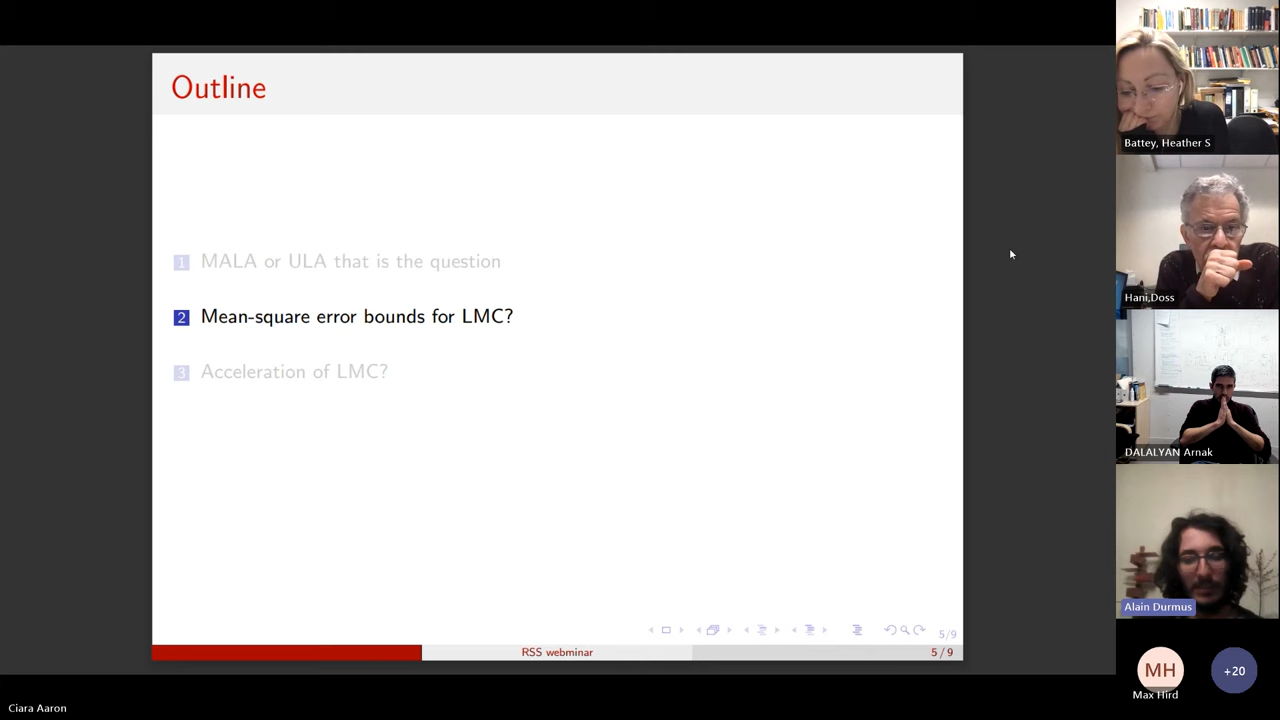 Outline
1 MALA or ULA that is the question
2 Mean-square error bounds for LMC?
3 Acceleration of LMC?
5/9
RSS webminar
5 / 9
Battey, Heather S
Hani,Doss
DALALYAN Arnak
Alain Durmus
MH
Max Hird
+20
Ciara Aaron